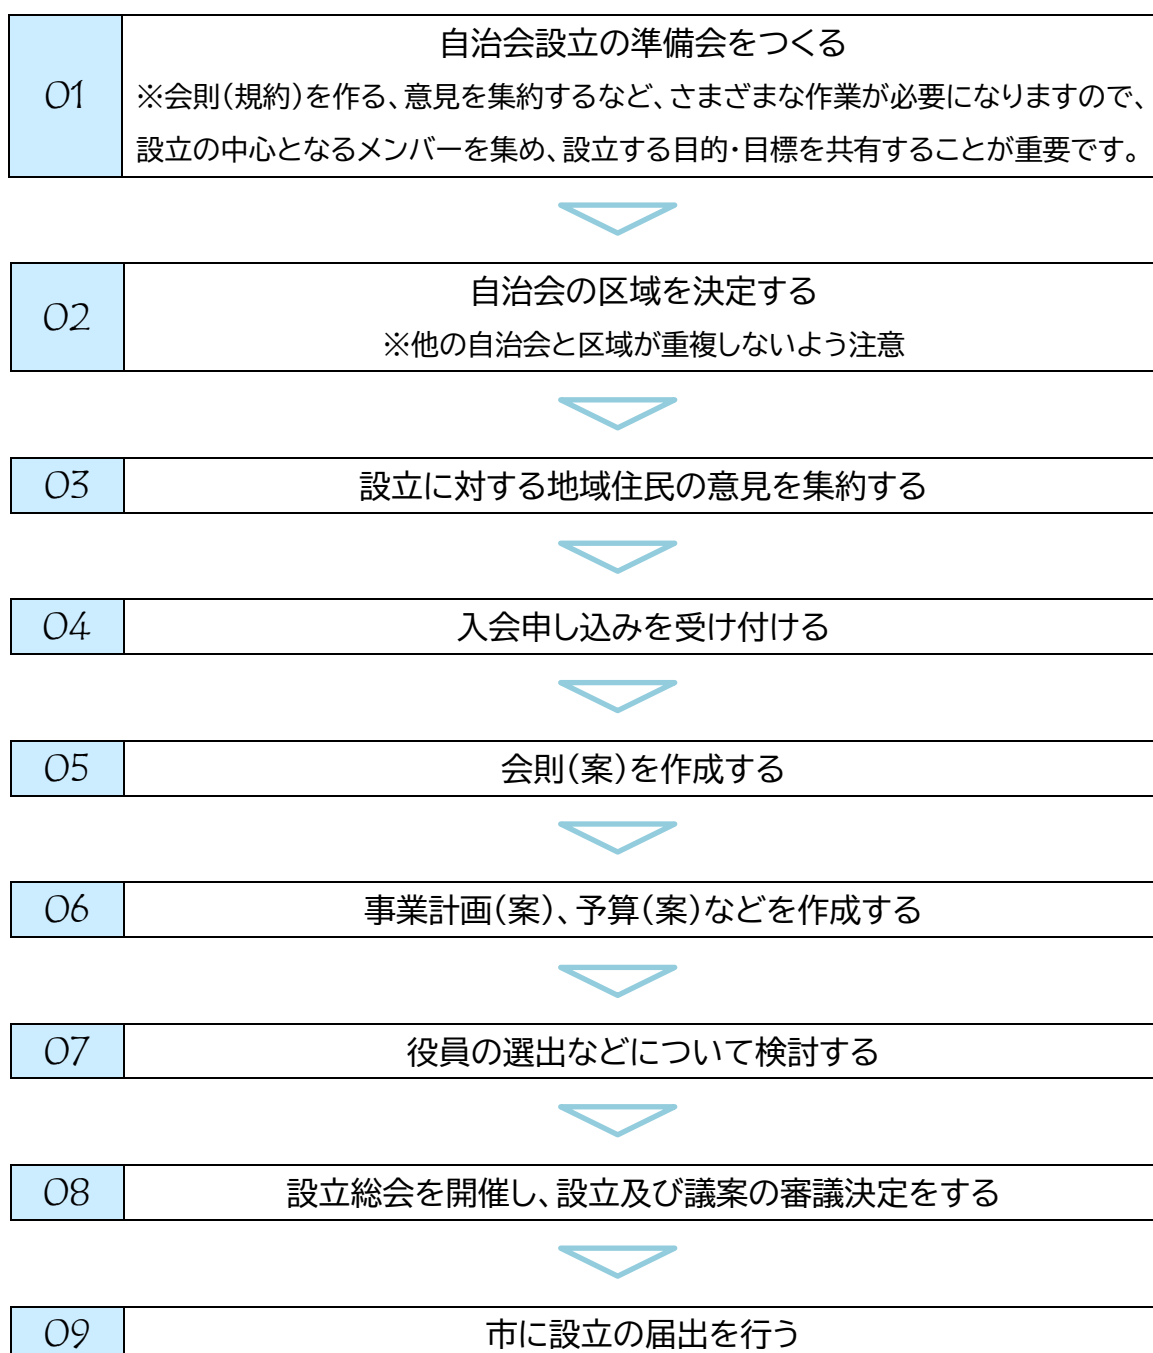 01
自治会設立の準備会をつくる
※会則(規約)を作る、意見を集約するなど、さまざまな作業が必要になりますので、
設立の中心となるメンバーを集め、設立する目的・目標を共有することが重要です。
02
自治会の区域を決定する
※他の自治会と区域が重複しないよう注意
03
設立に対する地域住民の意見を集約する
04
入会申し込みを受け付ける
05
会則(案)を作成する
06
事業計画(案)、予算(案)などを作成する
07
役員の選出などについて検討する
08
設立総会を開催し、設立及び議案の審議決定をする
09
市に設立の届出を行う